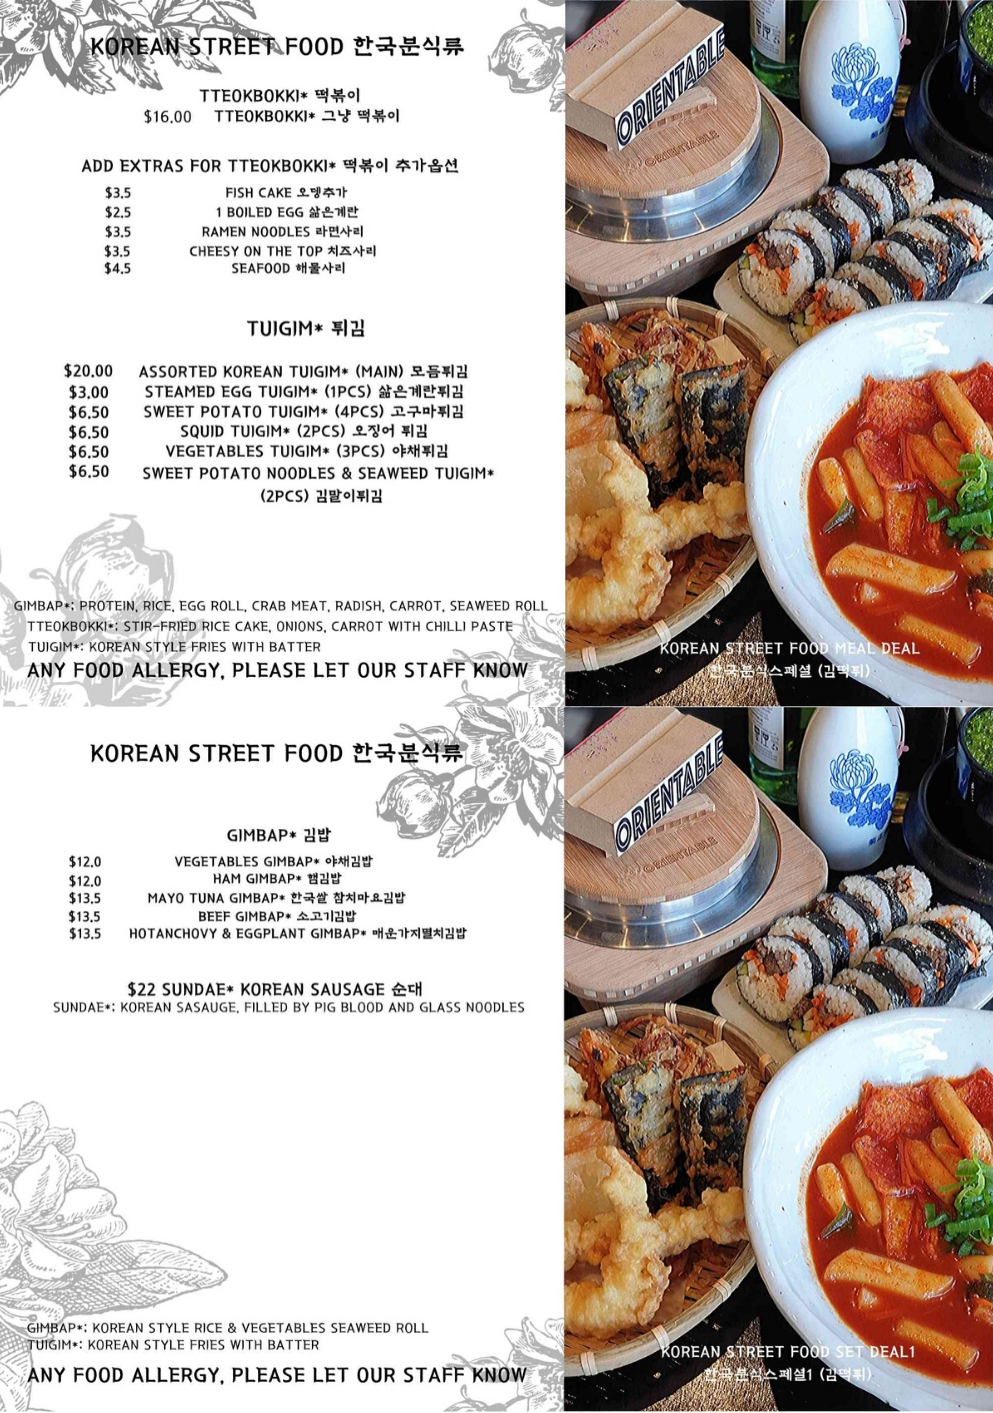 KOREAN STREET FOOD 한국분식류
TTEOKBOKKI* 떡볶이
$16.00 TTEOKBOKKI* 그냥 떡볶이
ADD EXTRAS FOR TTEOKBOKKI* 떡볶이 추가옵션
$3.5 FISH CAKE 오뎅추가
$2.5 1 BOILED EGG 삶은계란
$3.5 RAMEN NOODLES 라면사리
$3.5 CHEESY ON THE TOP 치즈사리
$4.5 SEAFOOD 해물사리
TUIGIM* 튀김
$20.00 ASSORTED KOREAN TUIGIM* (MAIN) 모듬튀김
$3.00 STEAMED EGG TUIGIM* (1PCS) 삶은계란튀김
$6.50 SWEET POTATO TUIGIM* (4PCS) 고구마튀김
$6.50 SQUID TUIGIM* (2PCS) 오징어 튀김
$6.50 VEGETABLES TUIGIM* (3PCS) 야채튀김
$6.50 SWEET POTATO NOODLES & SEAWEED TUIGIM*
(2PCS) 김말이튀김
GIMBAP*: PROTEIN, RICE, EGG ROLL, CRAB MEAT, RADISH, CARROT, SEAWEED ROLL
TTEOKBOKKI*: STIR-FRIED RICE CAKE, ONIONS, CARROT WITH CHILLI PASTE
TUIGIM*: KOREAN STYLE FRIES WITH BATTER
ANY FOOD ALLERGY, PLEASE LET OUR STAFF KNOW
ORIENTABLE
ORIENTABLE
KOREAN STREET FOOD MEAL DEAL
한국분식스페셜 (김떡튀)
KOREAN STREET FOOD 한국분식류
GIMBAP* 김밥
$12.0 VEGETABLES GIMBAP* 야채김밥
$12.0 HAM GIMBAP* 햄김밥
$13.5 MAYO TUNA GIMBAP* 한국쌀 참치마요김밥
$13.5 BEEF GIMBAP* 소고기김밥
$13.5 HOTANCHOVY & EGGPLANT GIMBAP* 매운가지멸치김밥
$22 SUNDAE* KOREAN SAUSAGE 순대
SUNDAE*: KOREAN SASAUGE, FILLED BY PIG BLOOD AND GLASS NOODLES
GIMBAP*: KOREAN STYLE RICE & VEGETABLES SEAWEED ROLL
TUIGIM*: KOREAN STYLE FRIES WITH BATTER
ANY FOOD ALLERGY, PLEASE LET OUR STAFF KNOW
ORIENTABLE
ORIENTABLE
KOREAN STREET FOOD SET DEAL1
한국분식스페셜1 (김떡튀)